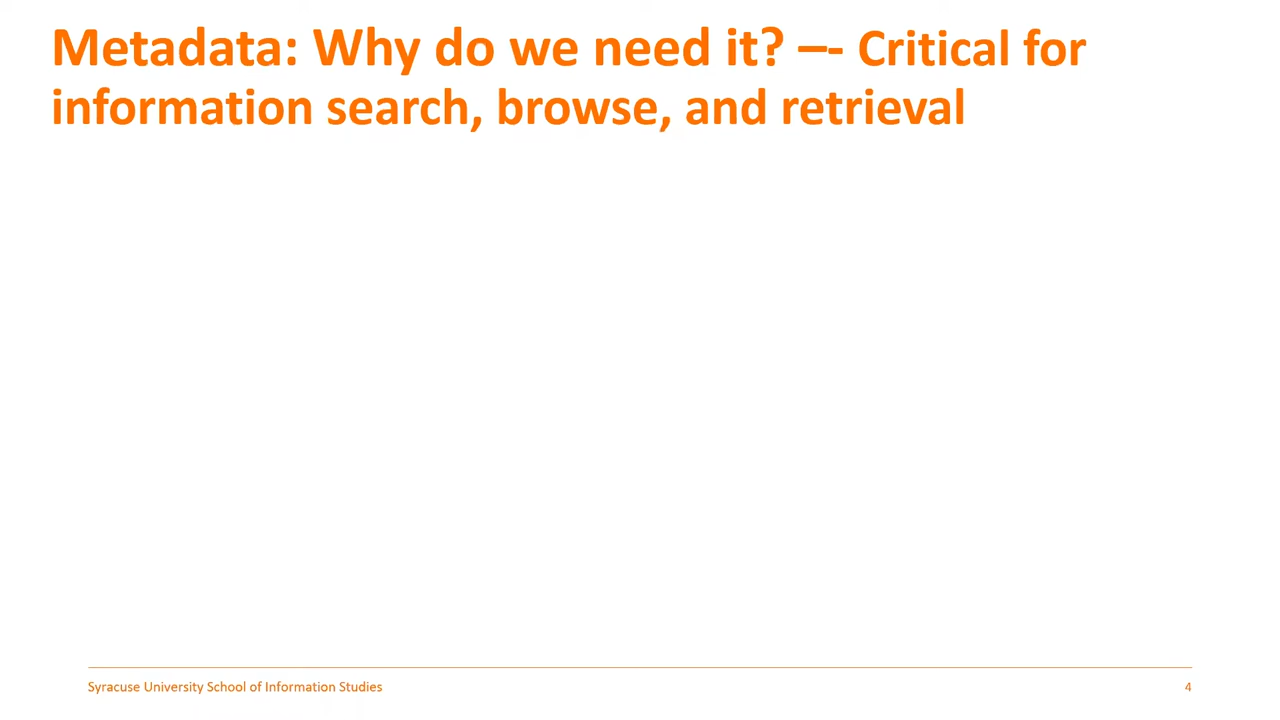 Metadata: Why do we need it? –- Critical for
information search, browse, and retrieval
Syracuse University School of Information Studies
4